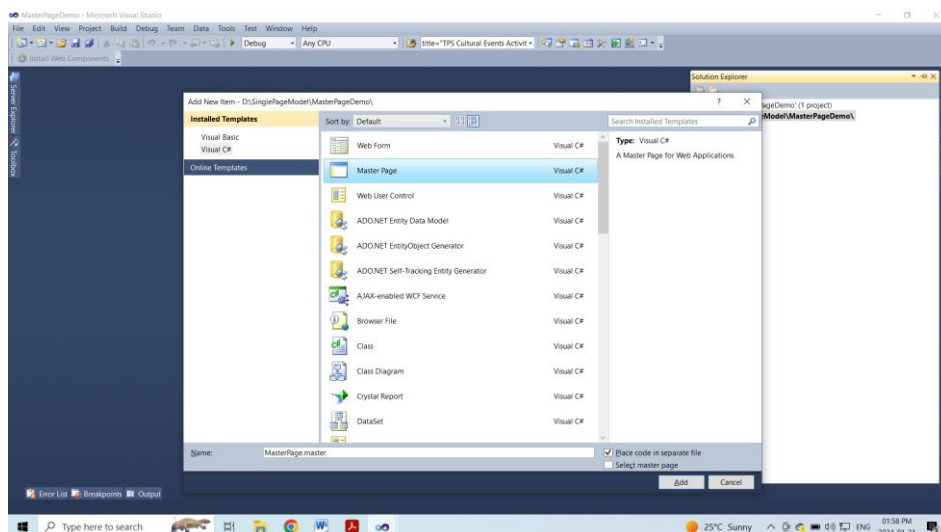 MasterPageDemo - Microsoft Visual Studio
File Edit View Project Build Debug Team Data Tools Test Window Help
Debug Any CPU title="TPS Cultural Events Activit
Install Web Components
Solution Explorer
Server Explorer
Toolbox
Add New Item - D:\SinglePageModel\MasterPageDemo\
? X
ageDemo' (1 project)
eModel\MasterPageDemo\
Installed Templates
Sort by: Default
Search Installed Templates
Visual Basic
Visual C#
Online Templates
Web Form Visual C#
Master Page Visual C#
Web User Control Visual C#
ADO.NET Entity Data Model Visual C#
ADO.NET EntityObject Generator Visual C#
ADO.NET Self-Tracking Entity Generator Visual C#
AJAX-enabled WCF Service Visual C#
Browser File Visual C#
Class Visual C#
Class Diagram Visual C#
Crystal Report Visual C#
DataSet Visual C#
Type: Visual C#
A Master Page for Web Applications
Name: MasterPage.master
Place code in separate file
Select master page
Add Cancel
Error List Breakpoints Output
Type here to search
25°C Sunny
ENG
01:58 PM